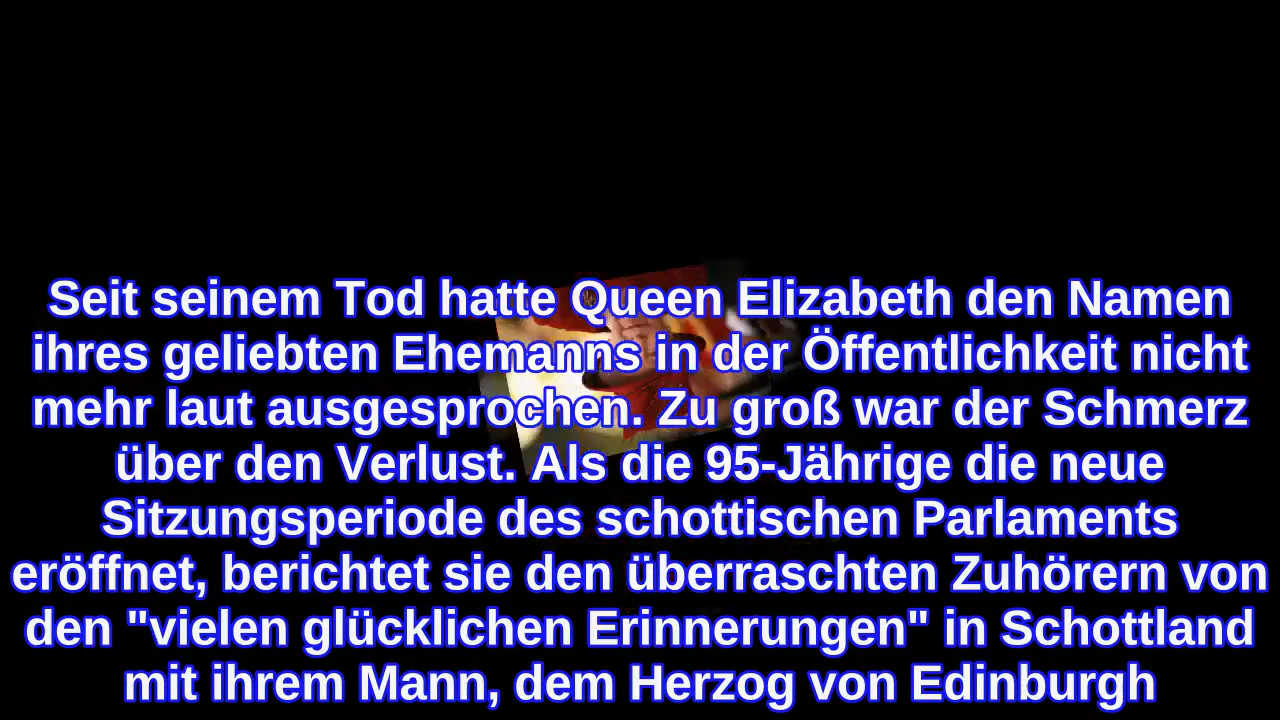 Seit seinem Tod hatte Queen Elizabeth den Namen
ihres geliebten Ehemanns in der Öffentlichkeit nicht
mehr laut ausgesprochen. Zu groß war der Schmerz
über den Verlust. Als die 95-Jährige die neue
Sitzungsperiode des schottischen Parlaments
eröffnet, berichtet sie den überraschten Zuhörern von
den "vielen glücklichen Erinnerungen" in Schottland
mit ihrem Mann, dem Herzog von Edinburgh